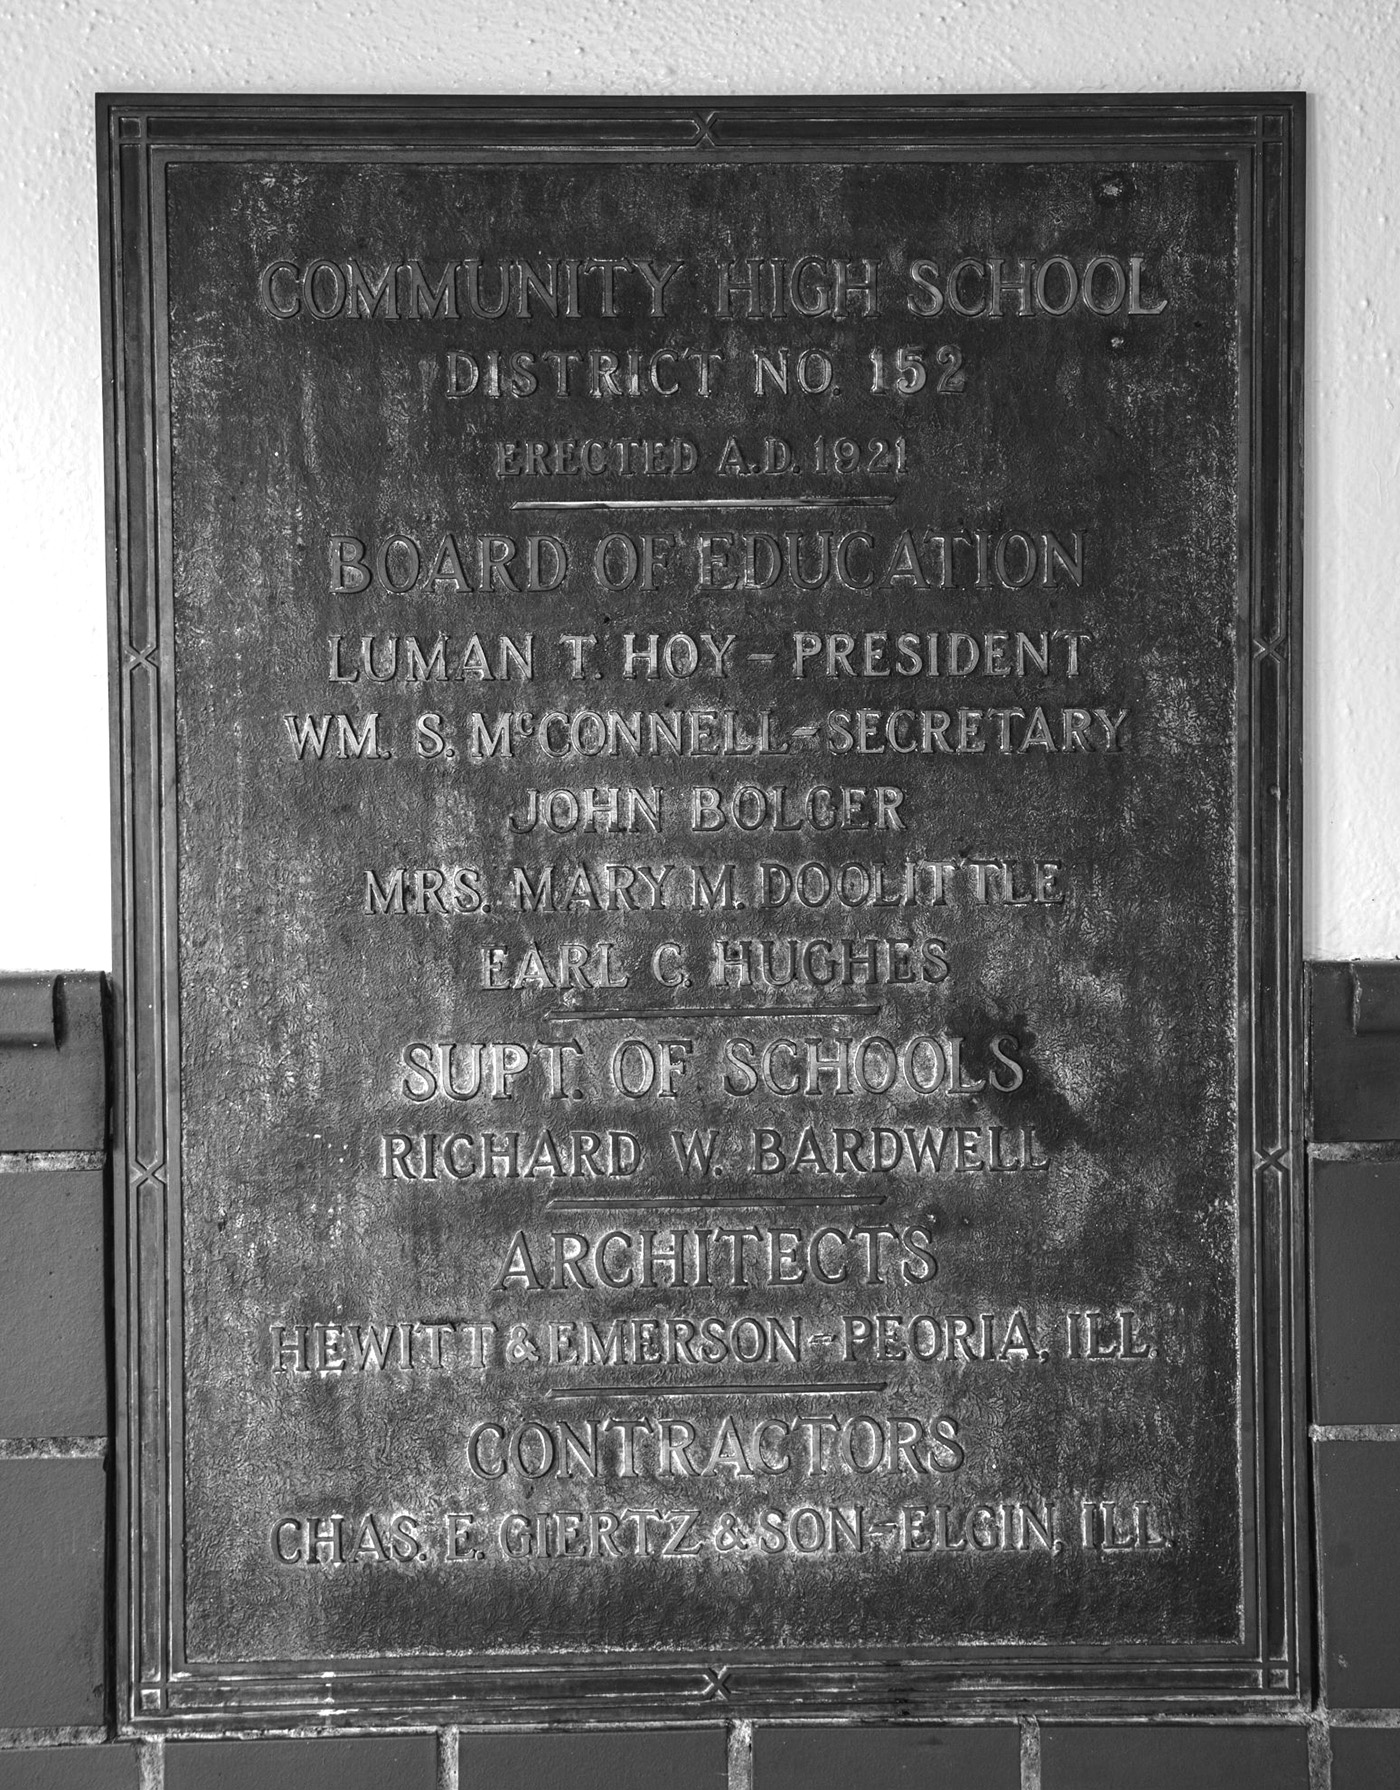 COMMUNITY HIGH SCHOOL
DISTRICT NO. 152
ERECTED A.D. 1921
BOARD OF EDUCATION
LUMAN T. HOY - PRESIDENT
WM. S. McCONNELL - SECRETARY
JOHN BOLGER
MRS. MARY M. DOOLITTLE
EARL C. HUGHES
SUPT. OF SCHOOLS
RICHARD W. BARDWELL
ARCHITECTS
HEWITT & EMERSON - PEORIA, ILL.
CONTRACTORS
CHAS. E. GIERTZ & SON - ELGIN, ILL.